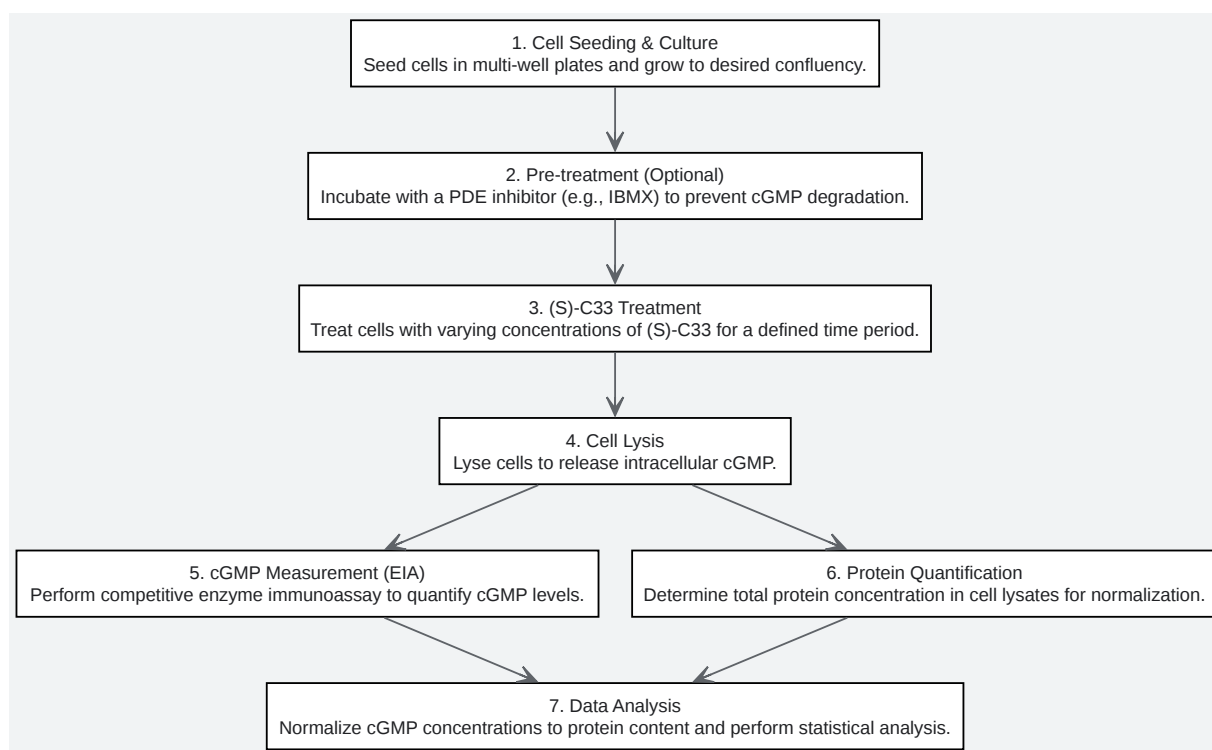 1. Cell Seeding & Culture
Seed cells in multi-well plates and grow to desired confluency.
2. Pre-treatment (Optional)
Incubate with a PDE inhibitor (e.g., IBMX) to prevent cGMP degradation.
3. (S)-C33 Treatment
Treat cells with varying concentrations of (S)-C33 for a defined time period.
4. Cell Lysis
Lyse cells to release intracellular cGMP.
5. cGMP Measurement (EIA)
Perform competitive enzyme immunoassay to quantify cGMP levels.
6. Protein Quantification
Determine total protein concentration in cell lysates for normalization.
7. Data Analysis
Normalize cGMP concentrations to protein content and perform statistical analysis.